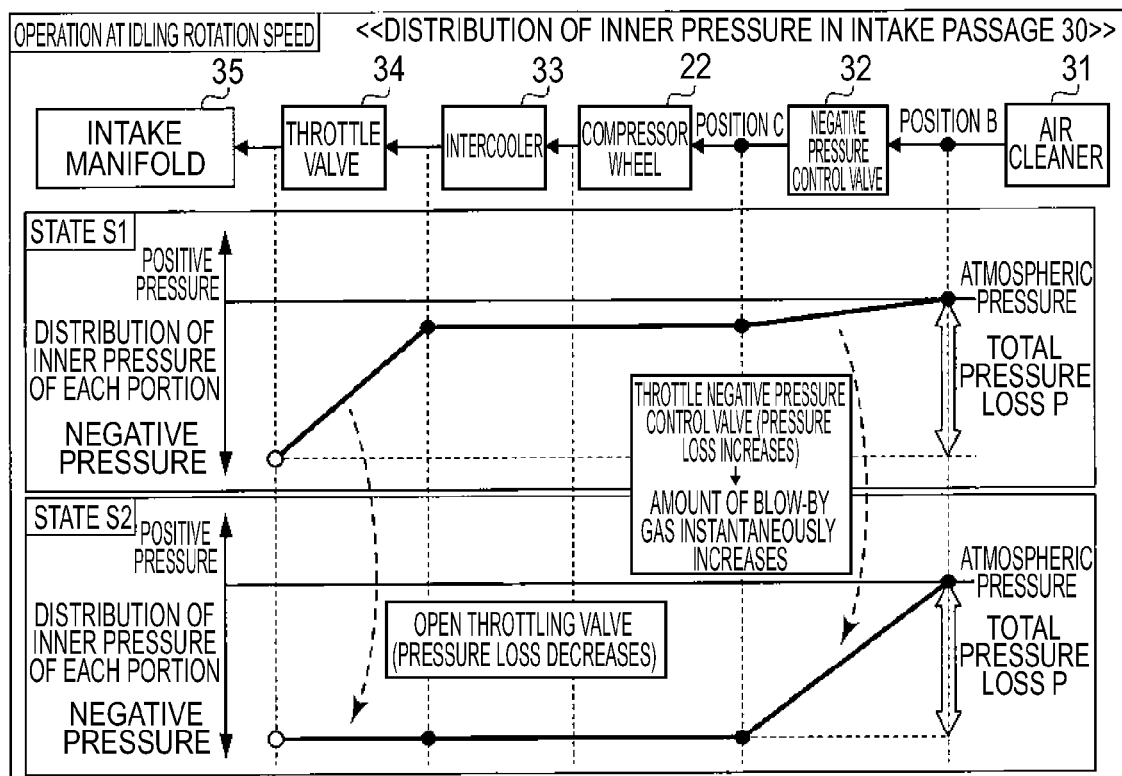 OPERATION AT IDLING ROTATION SPEED
<<DISTRIBUTION OF INNER PRESSURE IN INTAKE PASSAGE 30>>
35
34
33
22
32
31
INTAKE
MANIFOLD
THROTTLE
VALVE
INTERCOOLER
COMPRESSOR
WHEEL
POSITION C
NEGATIVE
PRESSURE
CONTROL VALVE
POSITION B
AIR
CLEANER
STATE S1
POSITIVE
PRESSURE
DISTRIBUTION OF
INNER PRESSURE
OF EACH PORTION
NEGATIVE
PRESSURE
ATMOSPHERIC
PRESSURE
TOTAL
PRESSURE
LOSS P
THROTTLE NEGATIVE PRESSURE
CONTROL VALVE (PRESSURE
LOSS INCREASES)
AMOUNT OF BLOW-BY
GAS INSTANTANEOUSLY
INCREASES
STATE S2
POSITIVE
PRESSURE
DISTRIBUTION OF
INNER PRESSURE
OF EACH PORTION
NEGATIVE
PRESSURE
OPEN THROTTLING VALVE
(PRESSURE LOSS DECREASES)
ATMOSPHERIC
PRESSURE
TOTAL
PRESSURE
LOSS P